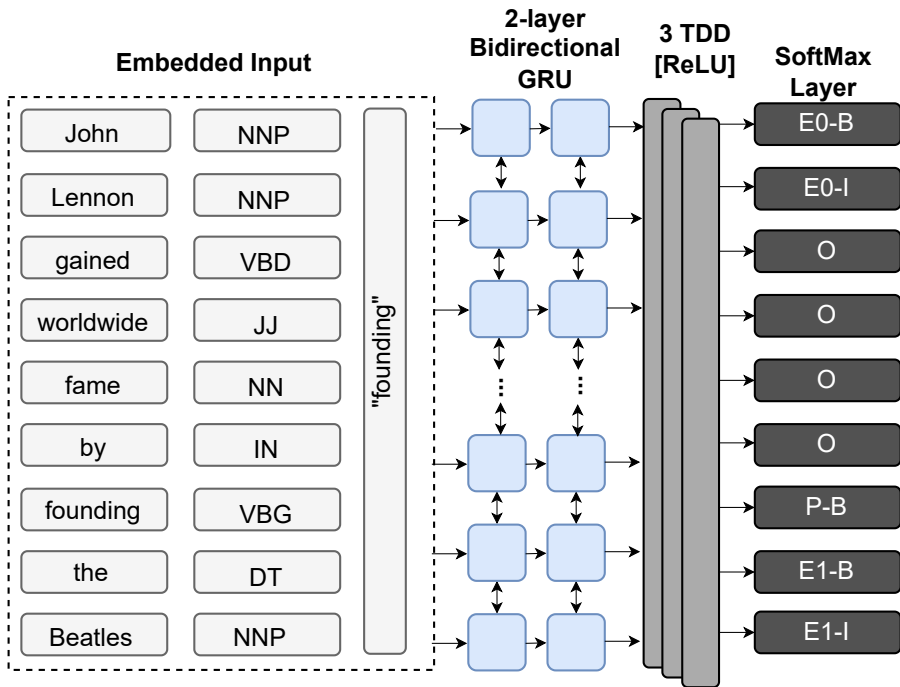 Embedded Input
2-layer
Bidirectional
GRU
3 TDD
[ReLU]
SoftMax
Layer
John NNP E0-B
Lennon NNP E0-I
gained VBD O
worldwide JJ O
"founding"
fame NN ... ... O
by IN O
founding VBG P-B
the DT E1-B
Beatles NNP E1-I